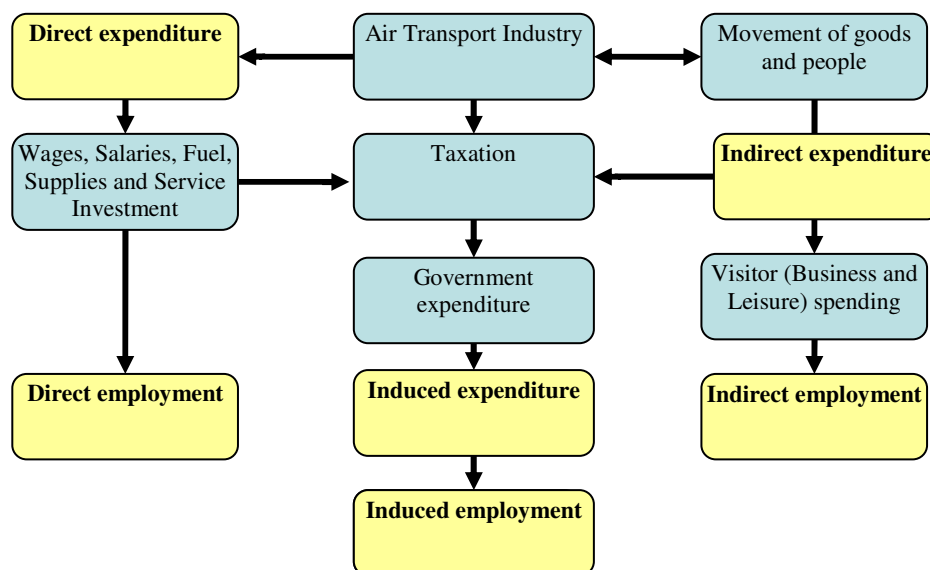 Direct expenditure
Air Transport Industry
Movement of goods
and people
Wages, Salaries, Fuel,
Supplies and Service
Investment
Taxation
Indirect expenditure
Government
expenditure
Visitor (Business and
Leisure) spending
Direct employment
Induced expenditure
Indirect employment
Induced employment